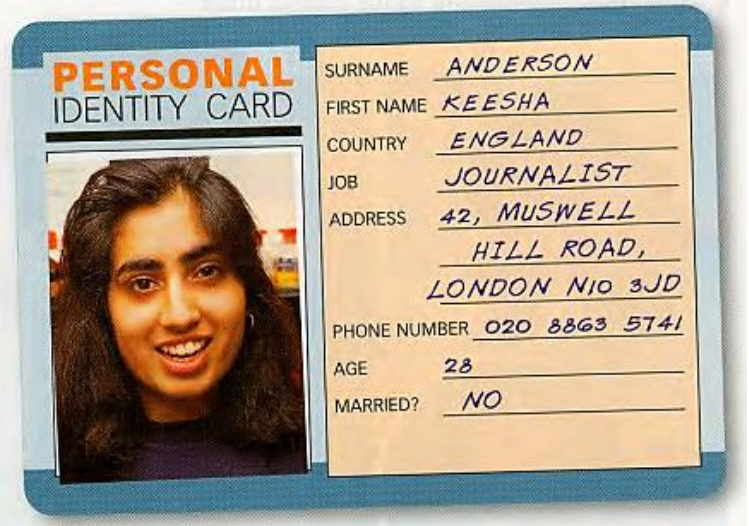 PERSONAL
IDENTITY CARD
SURNAME ANDERSON
FIRST NAME KEESHA
COUNTRY ENGLAND
JOB JOURNALIST
ADDRESS 42, MUSWELL
HILL ROAD,
LONDON N10 3JD
PHONE NUMBER 020 8863 5741
AGE 28
MARRIED? NO